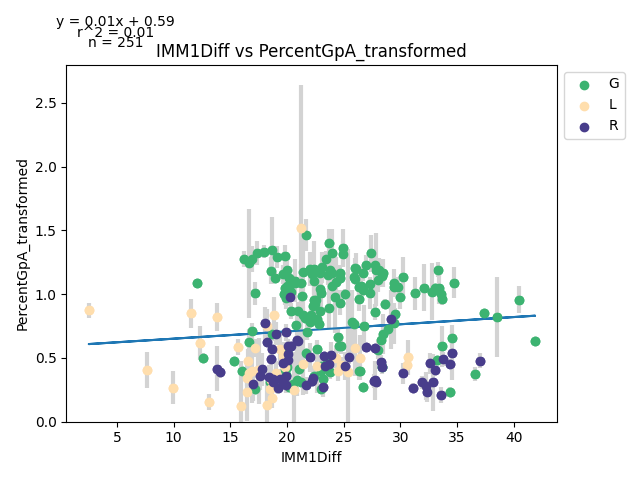 y = 0.01x + 0.59
r^2 = 0.01
n = 251
IMM1Diff vs PercentGpA_transformed
G
L
R
PercentGpA_transformed
2.5
2.0
1.5
1.0
0.5
0.0
5 10 15 20 25 30 35 40
IMM1Diff